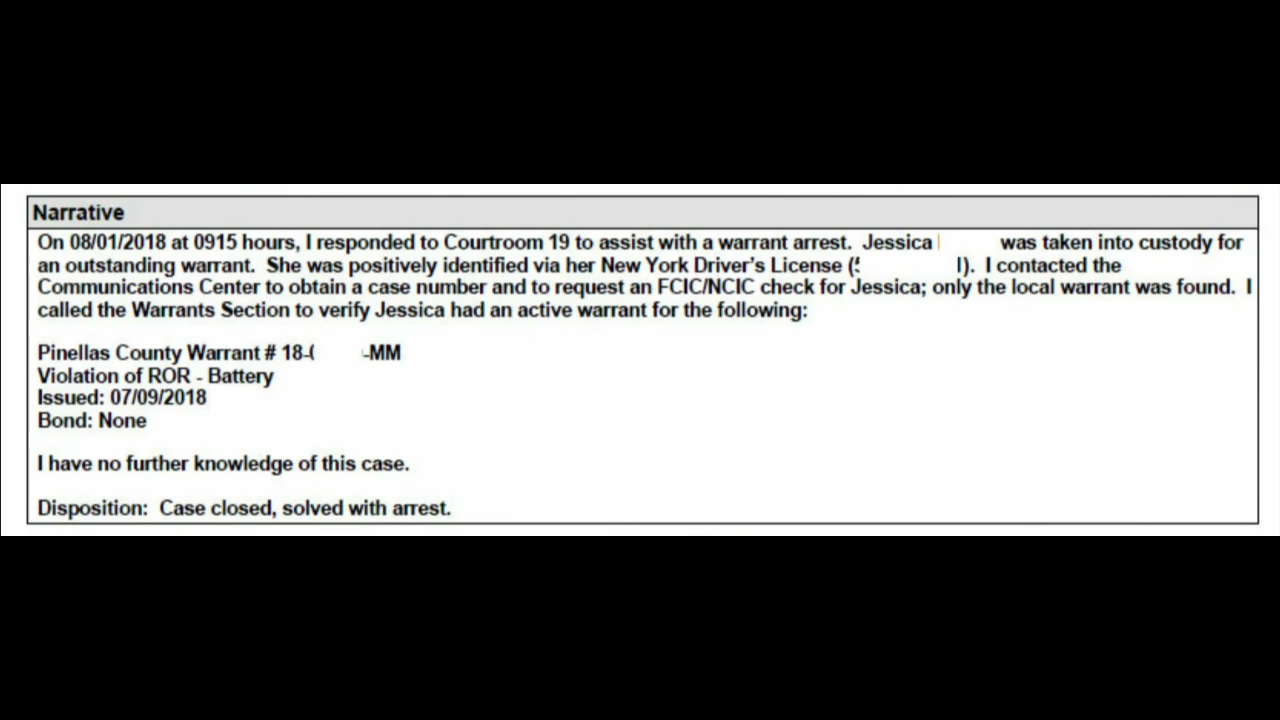 Narrative
On 08/01/2018 at 0915 hours, I responded to Courtroom 19 to assist with a warrant arrest.  Jessica was taken into custody for
an outstanding warrant.  She was positively identified via her New York Driver's License ( ).  I contacted the
Communications Center to obtain a case number and to request an FCIC/NCIC check for Jessica; only the local warrant was found.  I
called the Warrants Section to verify Jessica had an active warrant for the following:
Pinellas County Warrant # 18- -MM
Violation of ROR - Battery
Issued: 07/09/2018
Bond: None
I have no further knowledge of this case.
Disposition:  Case closed, solved with arrest.